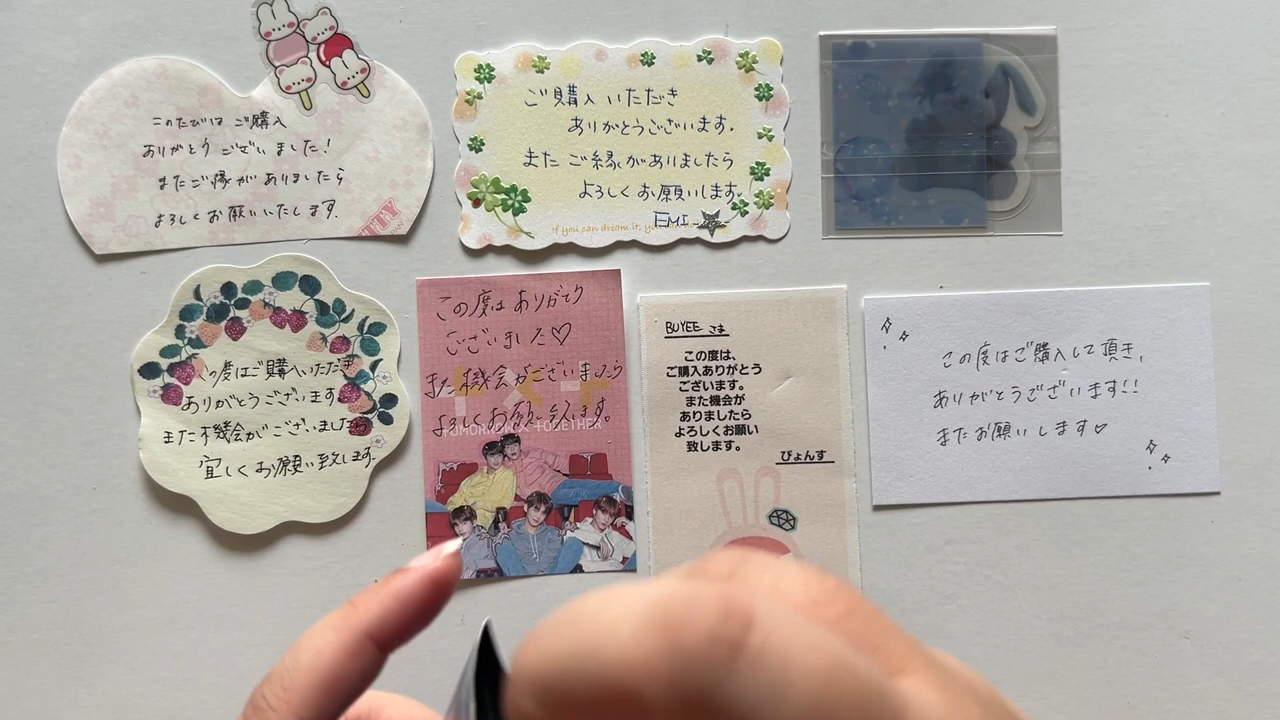 このたびは ご購入
ありがとう ございました!
またご縁が ありましたら
よろしくお願いいたします.
ITTY
ご購入 いただき
ありがとうございます.
また ご縁がありましたら
よろしくお願いします.
EMI
If you can dream it, you
の度はご購入いただき
ありがとうございます
また機会がございましたら
宜しくお願い致します.
この度は ありがとう
ございました♡
また機会がございましたら
TXT
よろしくお願い致します.
TOMORROW X TOGETHER
BUYEE さま
この度は、
ご購入ありがとう
ございます。
また機会が
ありましたら
よろしくお願い
致します。
ぴょんす
この度はご購入して頂き,
ありがとうございます!!
またお願いします♡